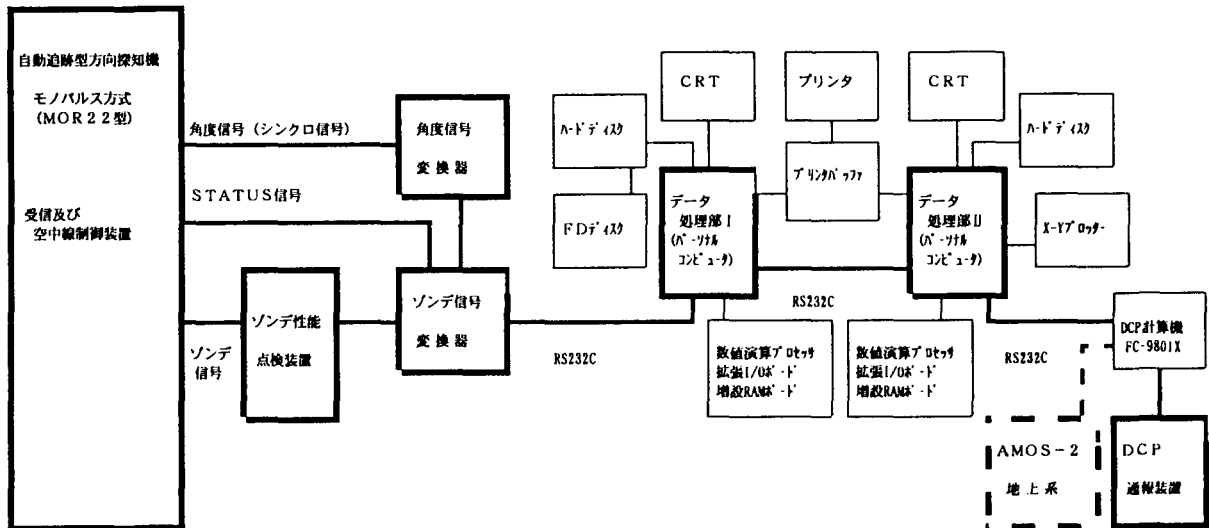 自動追跡型方向探知機
モノパルス方式
(MOR22型)
受信及び
空中線制御装置
角度信号(シンクロ信号)
STATUS信号
ゾンデ
信号
角度信号
変換器
ゾンデ性能
点検装置
ゾンデ信号
変換器
RS232C
ハードディスク
FDディスク
CRT
データ
処理部I
(パーソナル
コンピュータ)
プリンタ
プリンタバッファ
RS232C
数値演算プロセッサ
拡張I/Oボード
増設RAMボード
CRT
データ
処理部II
(パーソナル
コンピュータ)
数値演算プロセッサ
拡張I/Oボード
増設RAMボード
ハードディスク
X-Yプロッター
RS232C
DCP計算機
FC-9801X
AMOS-2
地上系
DCP
通報装置